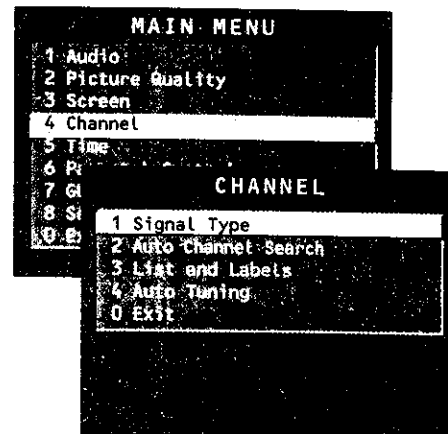 MAIN MENU
1 Audio
2 Picture Quality
3 Screen
4 Channel
5 Time
6
7
8
0
CHANNEL
1 Signal Type
2 Auto Channel Search
3 List and Labels
4 Auto Tuning
0 Exit